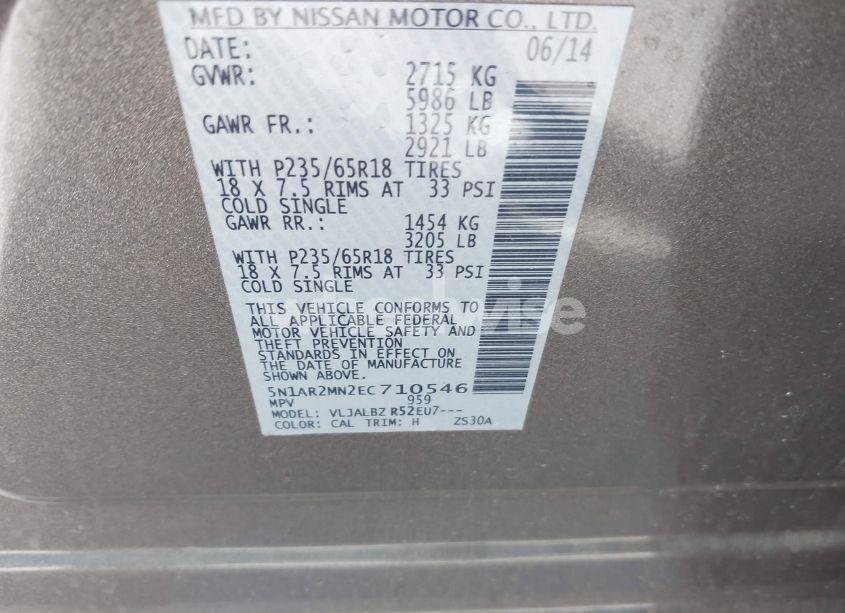 MFD BY NISSAN MOTOR CO., LTD.
DATE: 06/14
GVWR: 2715 KG
5986 LB
GAWR FR.: 1325 KG
2921 LB
WITH P235/65R18 TIRES
18 X 7.5 RIMS AT 33 PSI
COLD SINGLE
GAWR RR.: 1454 KG
3205 LB
WITH P235/65R18 TIRES
18 X 7.5 RIMS AT 33 PSI
COLD SINGLE
THIS VEHICLE CONFORMS TO
ALL APPLICABLE FEDERAL
MOTOR VEHICLE SAFETY AND
THEFT PREVENTION
STANDARDS IN EFFECT ON
THE DATE OF MANUFACTURE
SHOWN ABOVE.
5N1AR2MN2EC710546
MPV 959
MODEL: VLJALBZ R52EU7---
COLOR: CAL TRIM: H ZS30A